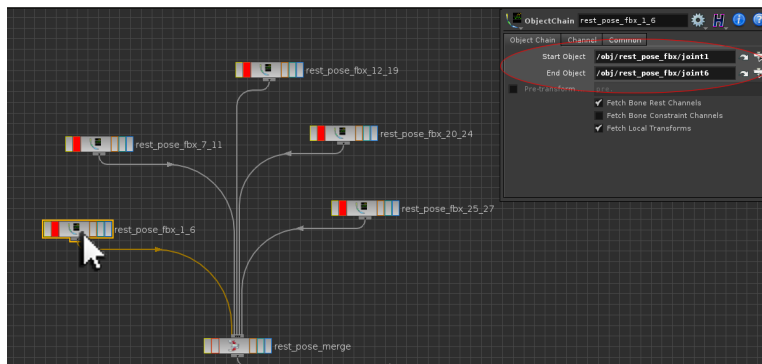 ObjectChain rest_pose_fbx_1_6
Object Chain Channel Common
Start Object /obj/rest_pose_fbx/joint1
End Object /obj/rest_pose_fbx/joint6
Pre-transform
Fetch Bone Rest Channels
Fetch Bone Constraint Channels
Fetch Local Transforms
rest_pose_fbx_12_19
rest_pose_fbx_20_24
rest_pose_fbx_7_11
rest_pose_fbx_25_27
rest_pose_fbx_1_6
rest_pose_merge